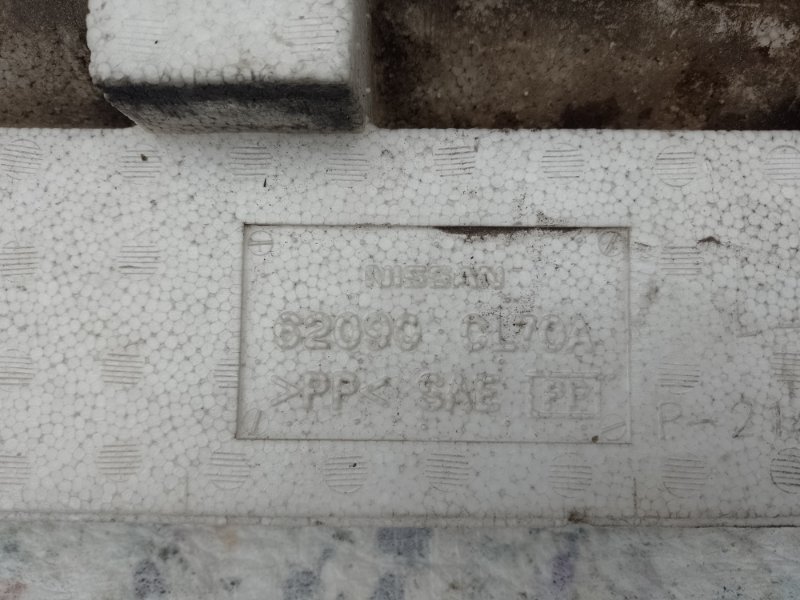 NISSAN
62090 CL70A
>PP< SAE PP